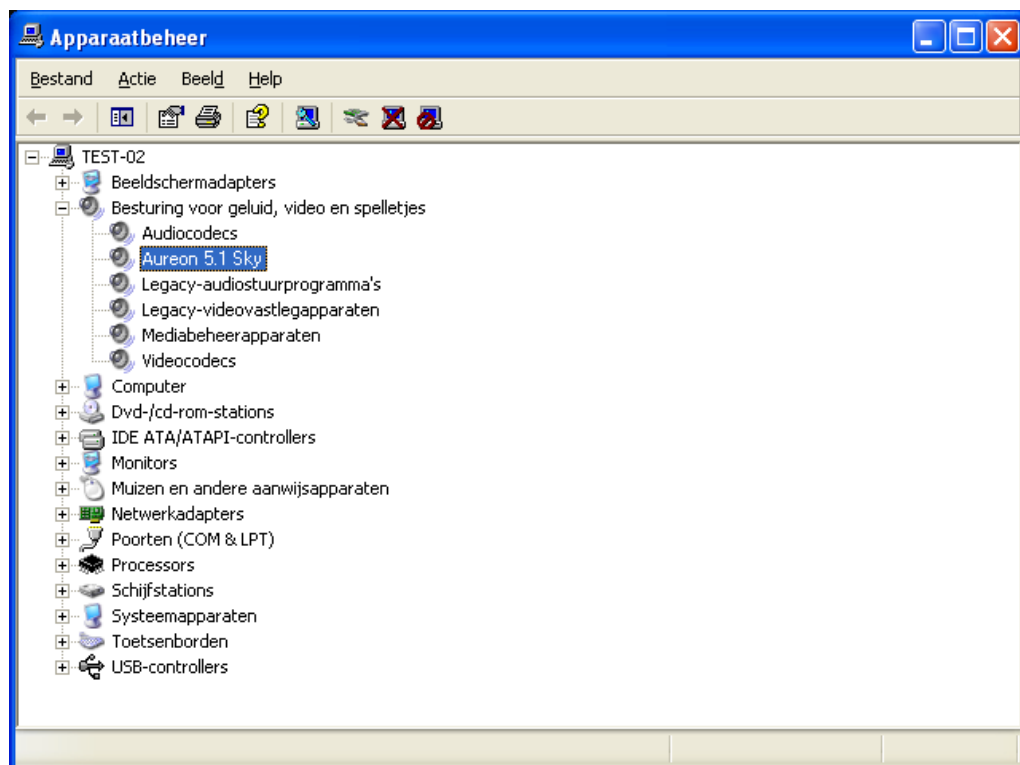 Apparaatbeheer
Bestand Actie Beeld Help
TEST-02
Beeldschermadapters
Besturing voor geluid, video en spelletjes
Audiocodecs
Aureon 5.1 Sky
Legacy-audiostuurprogramma's
Legacy-videovastlegapparaten
Mediabeheerapparaten
Videocodecs
Computer
Dvd-/cd-rom-stations
IDE ATA/ATAPI-controllers
Monitors
Muizen en andere aanwijsapparaten
Netwerkadapters
Poorten (COM & LPT)
Processors
Schijfstations
Systeemapparaten
Toetsenborden
USB-controllers